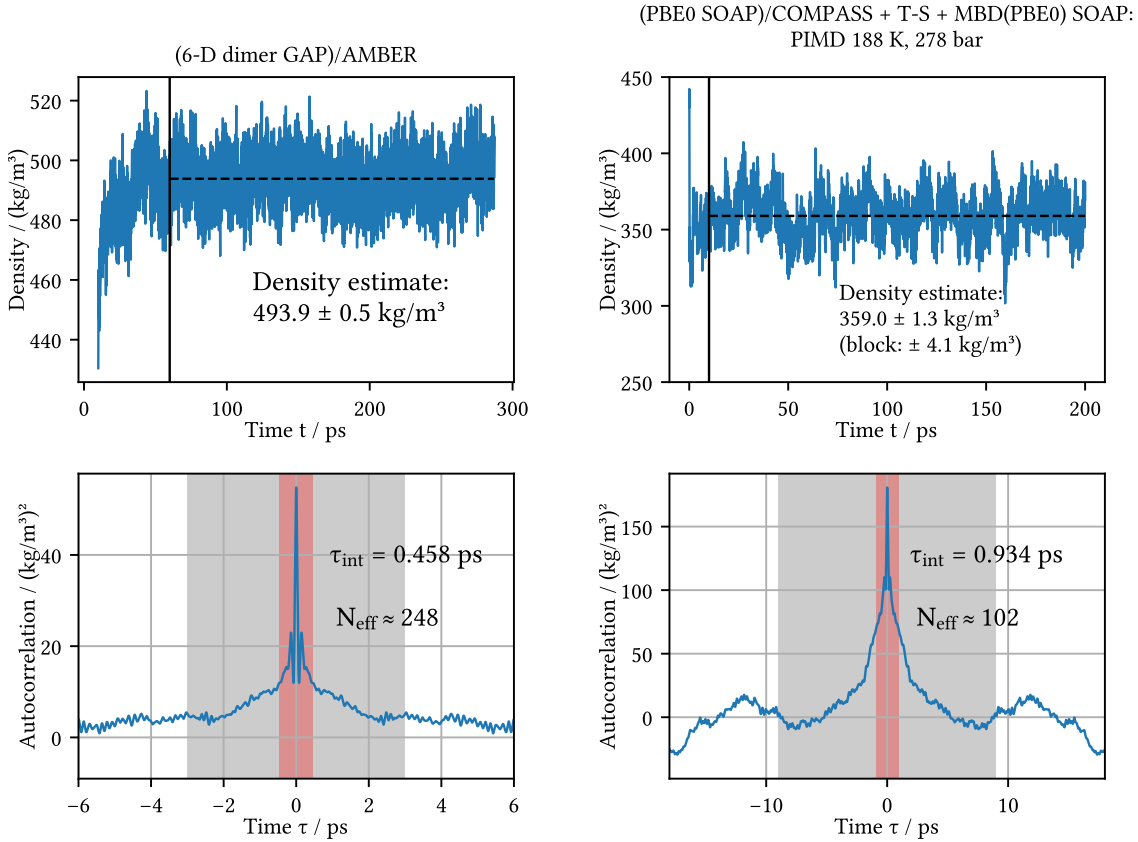 (6-D dimer GAP)/AMBER
520
500
480
460
440
0
100
200
300
Density / (kg/m³)
Time t / ps
Density estimate:
493.9 ± 0.5 kg/m³
(PBE0 SOAP)/COMPASS + T-S + MBD(PBE0) SOAP:
PIMD 188 K, 278 bar
450
400
350
300
250
0
50
100
150
200
Density / (kg/m³)
Time t / ps
Density estimate:
359.0 ± 1.3 kg/m³
(block: ± 4.1 kg/m³)
40
20
0
−6
−4
−2
0
2
4
6
Autocorrelation / (kg/m³)²
Time τ / ps
τint = 0.458 ps
Neff ≈ 248
150
100
50
0
−10
0
10
Autocorrelation / (kg/m³)²
Time τ / ps
τint = 0.934 ps
Neff ≈ 102